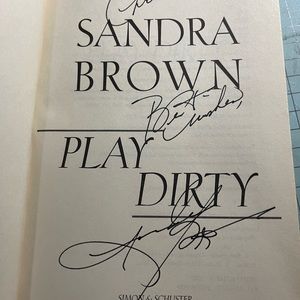 SANDRA
BROWN
Best
Wishes,
PLAY
DIRTY
SIMON & SCHUSTER